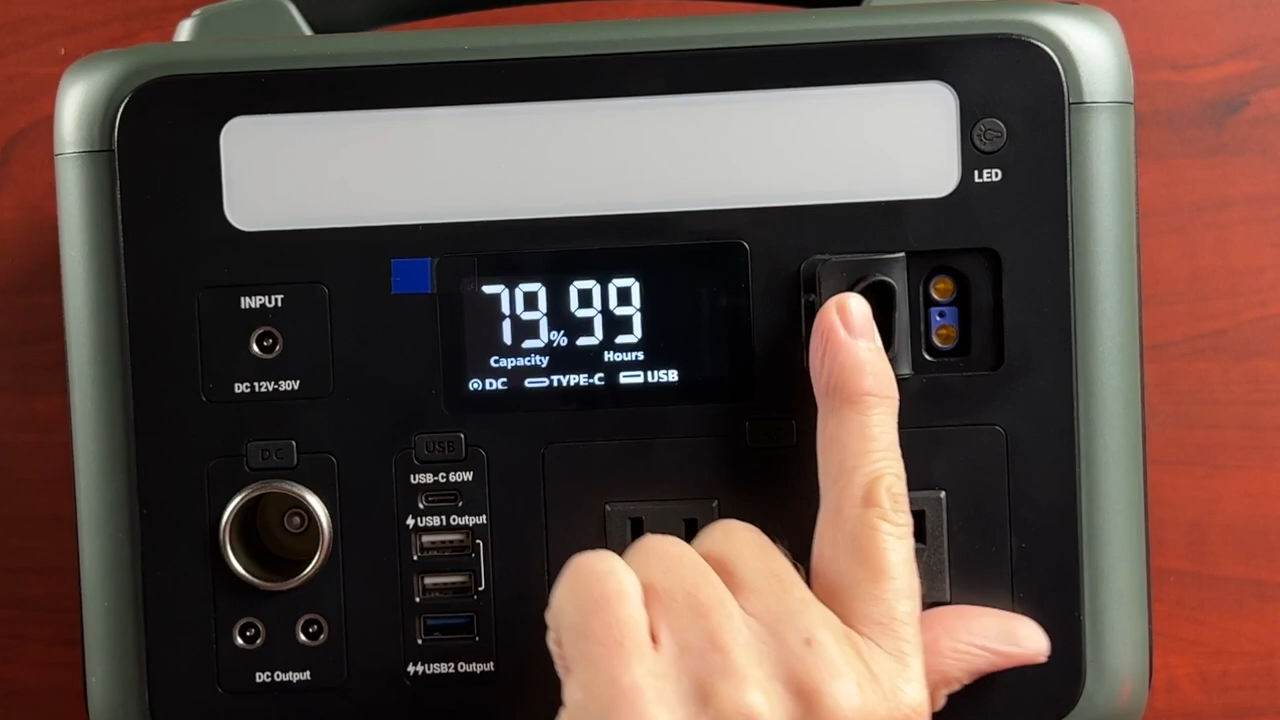 LED
INPUT
DC 12V-30V
79% 99
Capacity Hours
DC TYPE-C USB
DC
DC Output
USB
USB-C 60W
USB1 Output
USB2 Output